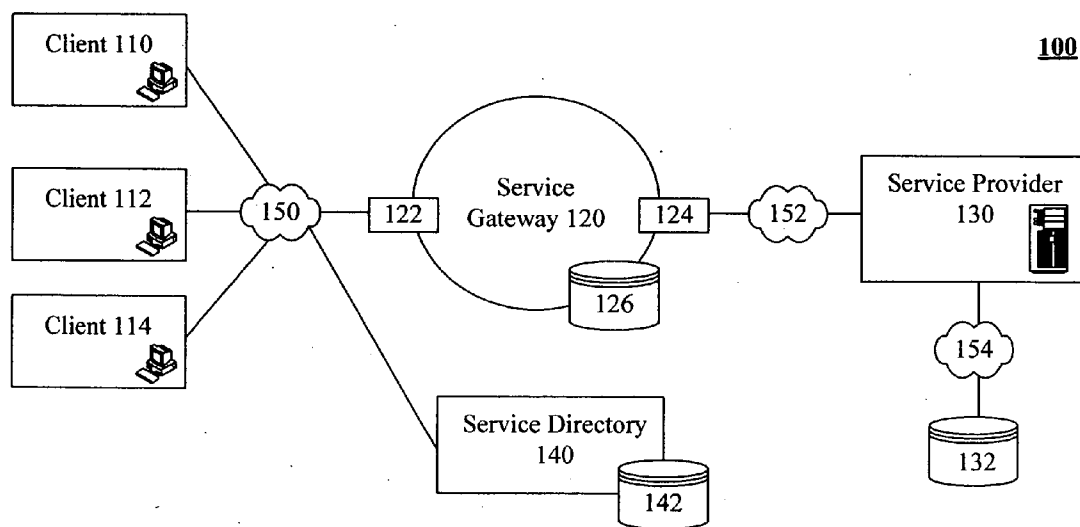 100
Client 110
Client 112
Client 114
150
122
Service
Gateway 120
124
126
152
Service Provider
130
154
132
Service Directory
140
142